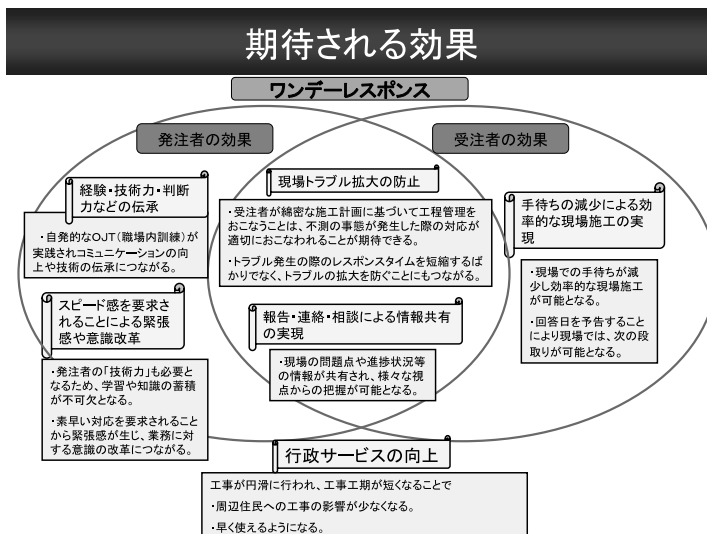 期待される効果
ワンデーレスポンス
発注者の効果
受注者の効果
経験・技術力・判断
力などの伝承
・自発的なOJT(職場内訓練)が
実践されコミュニケーションの向
上や技術の伝承につながる。
スピード感を要求さ
れることによる緊張
感や意識改革
・発注者の「技術力」も必要と
なるため、学習や知識の蓄積
が不可欠となる。
・素早い対応を要求されること
から緊張感が生じ、業務に対
する意識の改革につながる。
現場トラブル拡大の防止
・受注者が綿密な施工計画に基づいて工程管理を
おこなうことは、不測の事態が発生した際の対応が
適切におこなわれることが期待できる。
・トラブル発生の際のレスポンスタイムを短縮するば
かりでなく、トラブルの拡大を防ぐことにもつながる。
報告・連絡・相談による情報共有
の実現
・現場の問題点や進捗状況等
の情報が共有され、様々な視
点からの把握が可能となる。
手待ちの減少による効
率的な現場施工の実
現
・現場での手待ちが減
少し効率的な現場施工
が可能となる。
・回答日を予告すること
により現場では、次の段
取りが可能となる。
行政サービスの向上
工事が円滑に行われ、工事工期が短くなることで
・周辺住民への工事の影響が少なくなる。
・早く使えるようになる。